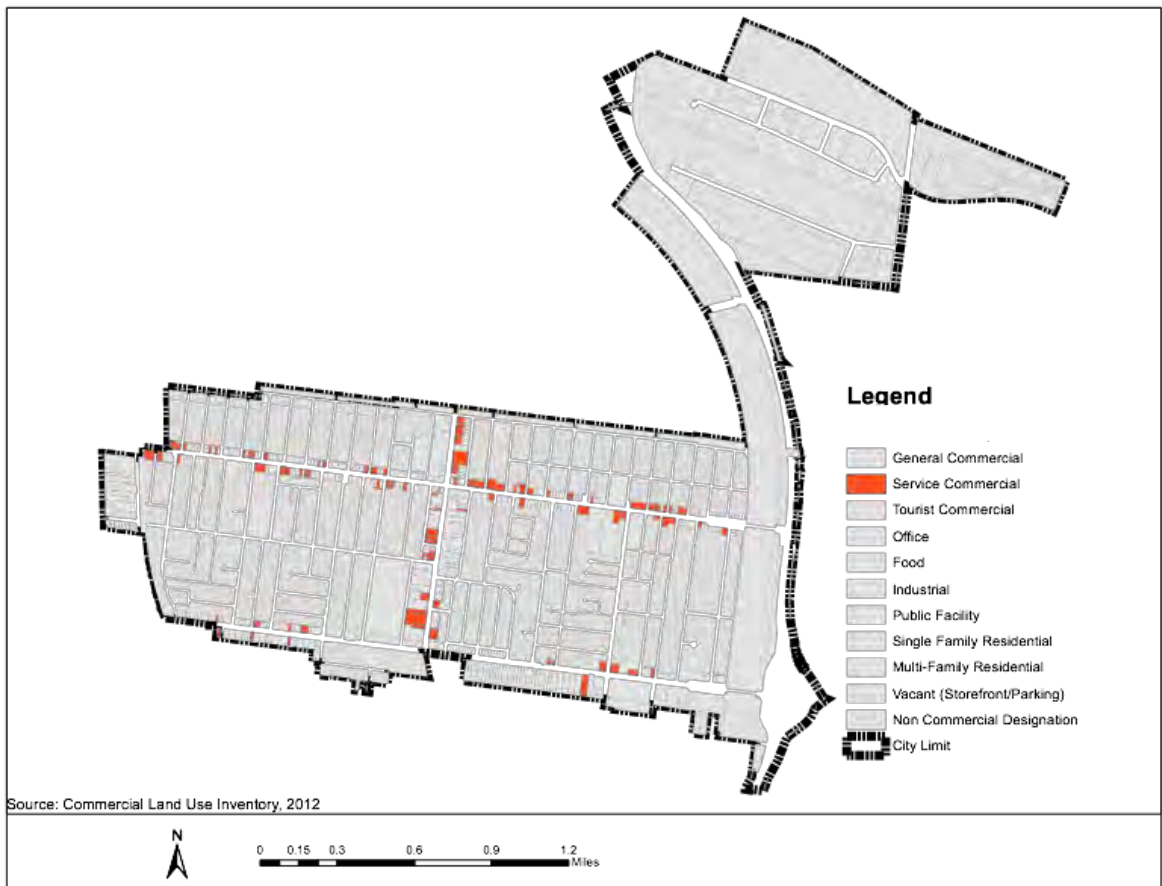 Legend
General Commercial
Service Commercial
Tourist Commercial
Office
Food
Industrial
Public Facility
Single Family Residential
Multi-Family Residential
Vacant (Storefront/Parking)
Non Commercial Designation
City Limit
Source: Commercial Land Use Inventory, 2012
N
0 0.15 0.3 0.6 0.9 1.2
Miles